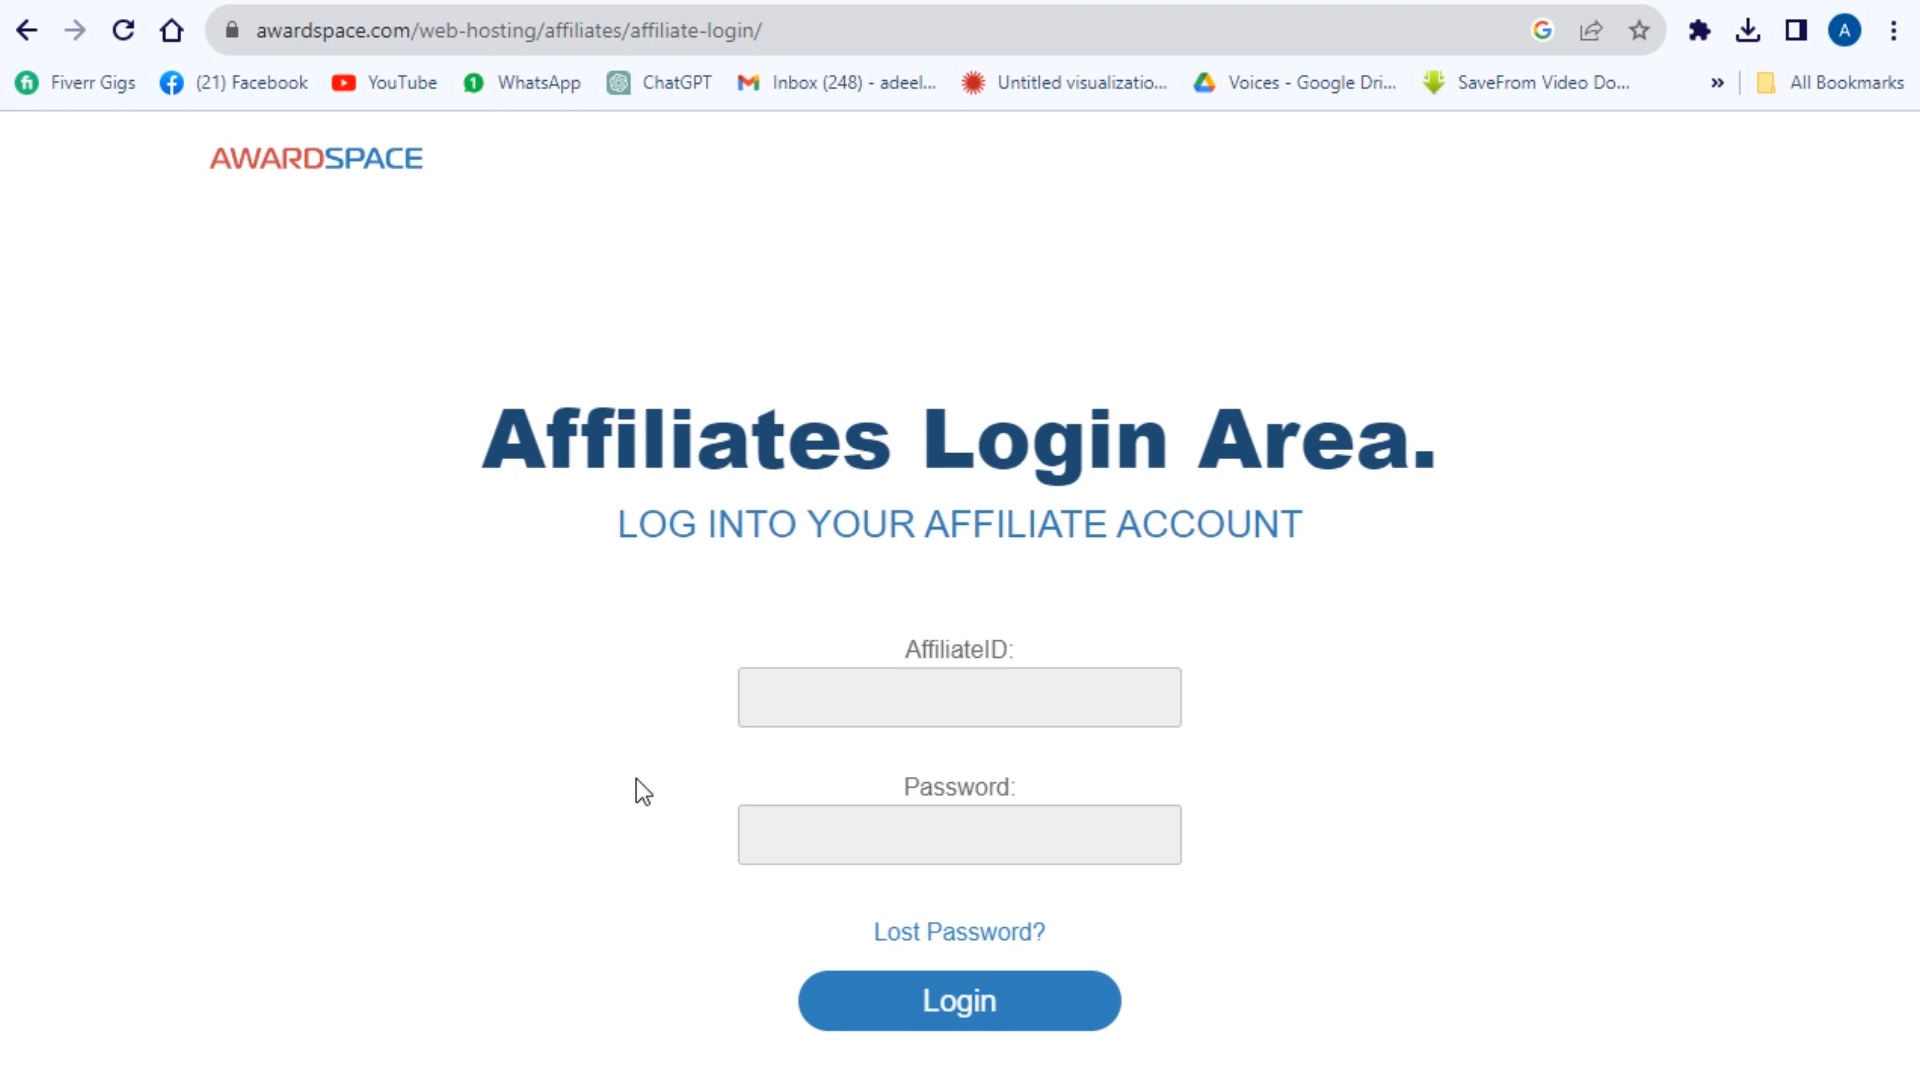 awardspace.com/web-hosting/affiliates/affiliate-login/
A
Fiverr Gigs
(21) Facebook
YouTube
1
WhatsApp
ChatGPT
Inbox (248) - adeel...
Untitled visualizatio...
Voices - Google Dri...
SaveFrom Video Do...
»
All Bookmarks
AWARDSPACE
Affiliates Login Area.
LOG INTO YOUR AFFILIATE ACCOUNT
AffiliateID:
Password:
Lost Password?
Login